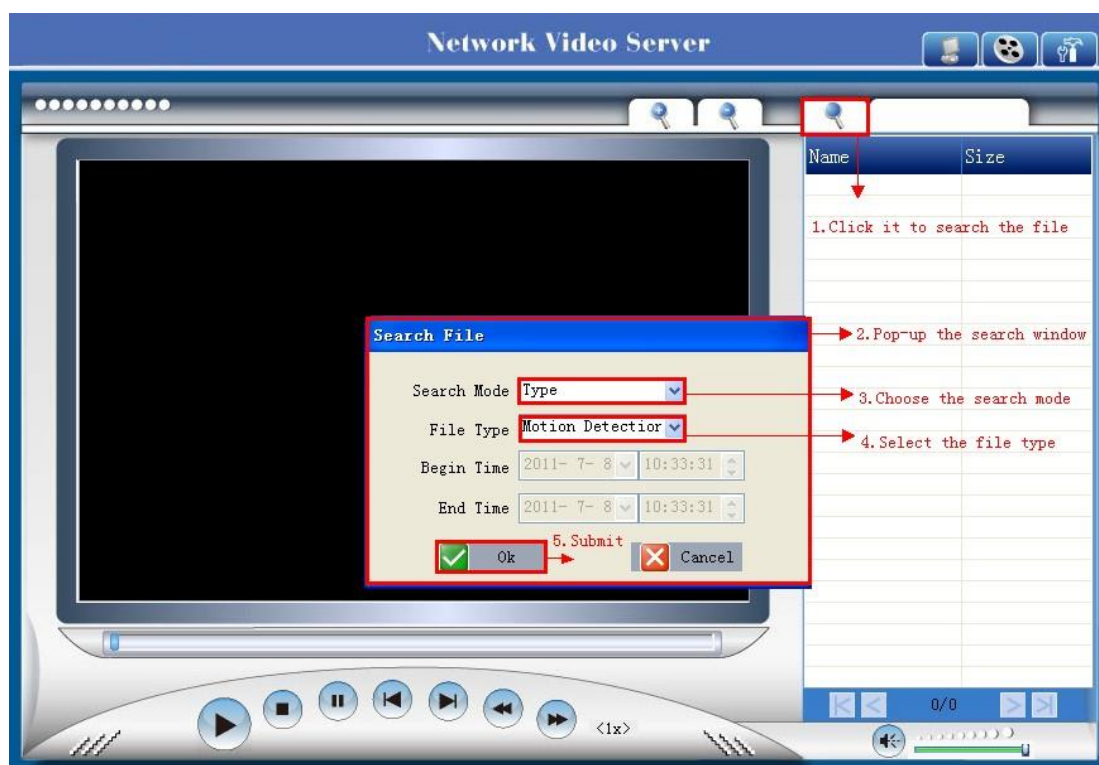 Network Video Server
Name Size
1.Click it to search the file
Search File
2.Pop-up the search window
Search Mode Type
3.Choose the search mode
File Type Motion Detection
4.Select the file type
Begin Time 2011- 7- 8 10:33:31
End Time 2011- 7- 8 10:33:31
5.Submit
Ok
Cancel
0/0
<1x>